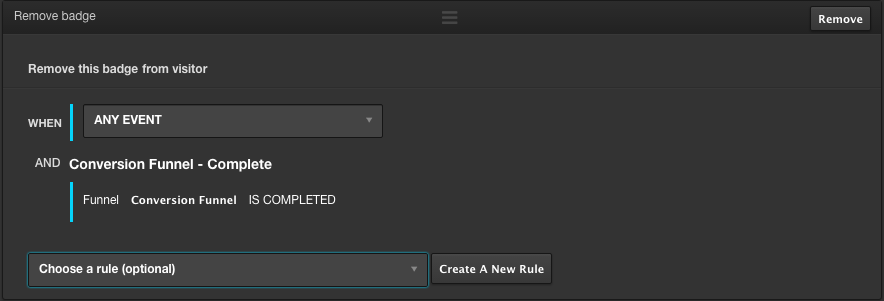 Remove badge Remove
Remove this badge from visitor
WHEN ANY EVENT
AND Conversion Funnel - Complete
Funnel Conversion Funnel IS COMPLETED
Choose a rule (optional) Create A New Rule